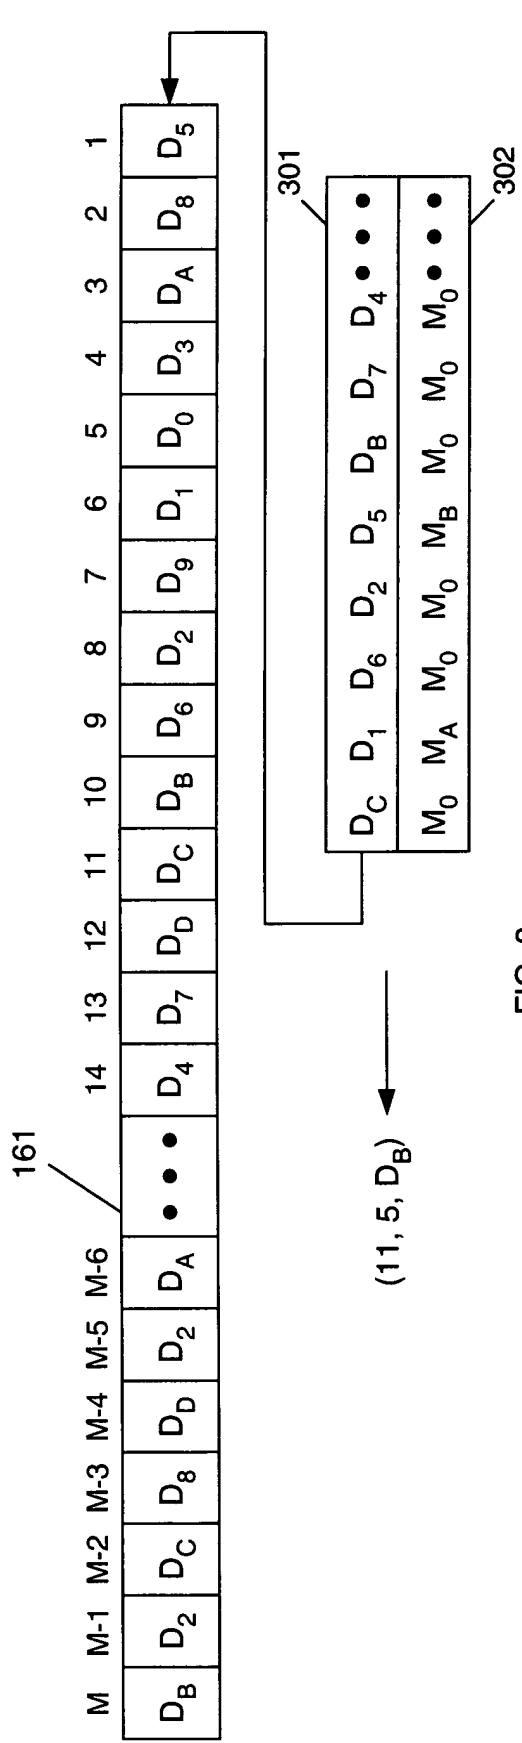 161
M M-1 M-2 M-3 M-4 M-5 M-6 14 13 12 11 10 9 8 7 6 5 4 3 2 1
D_B D_2 D_C D_8 D_D D_2 D_A ● ● ● D_4 D_7 D_D D_C D_B D_6 D_2 D_9 D_1 D_0 D_3 D_A D_8 D_5
301
D_C D_1 D_6 D_2 D_5 D_B D_7 D_4 ● ● ●
(11, 5, D_B)
M_0 M_A M_0 M_0 M_B M_0 M_0 M_0 ● ● ●
302